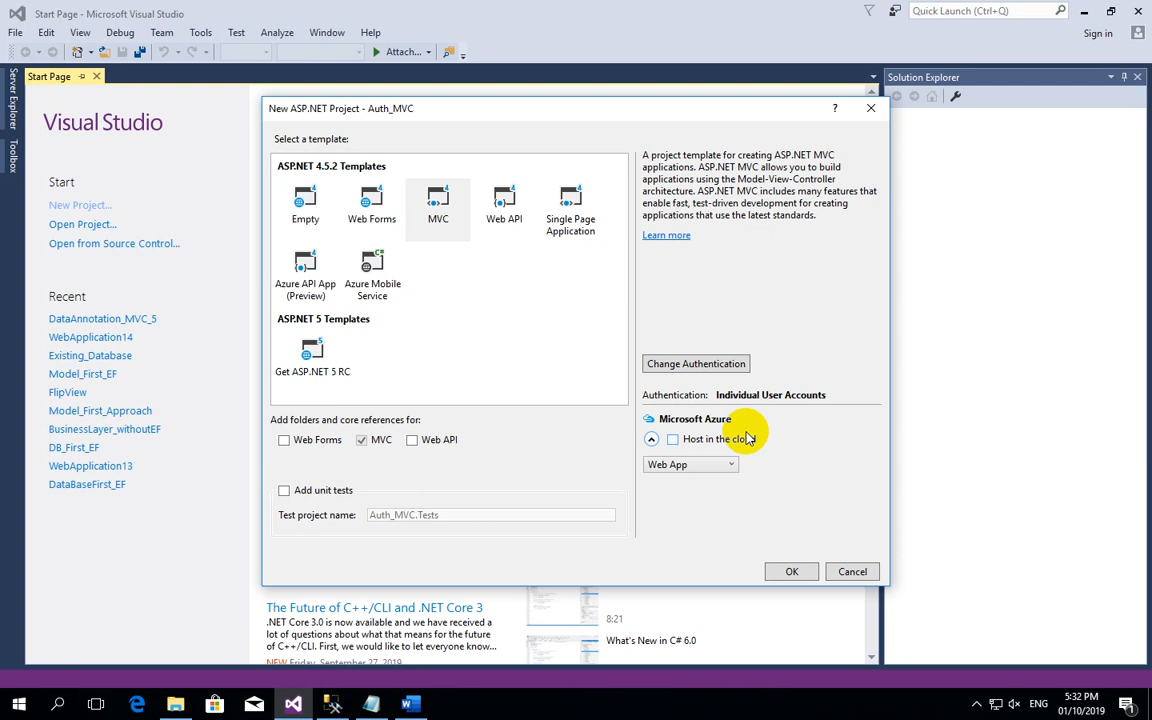 Start Page - Microsoft Visual Studio
Quick Launch (Ctrl+Q)
File Edit View Debug Team Tools Test Analyze Window Help
Sign in
Attach...
Server Explorer
Toolbox
Start Page
Solution Explorer
Visual Studio
Start
New Project...
Open Project...
Open from Source Control...
Recent
DataAnnotation_MVC_5
WebApplication14
Existing_Database
Model_First_EF
FlipView
Model_First_Approach
BusinessLayer_withoutEF
DB_First_EF
WebApplication13
DataBaseFirst_EF
New ASP.NET Project - Auth_MVC
?
Select a template:
ASP.NET 4.5.2 Templates
Empty
Web Forms
MVC
Web API
Single Page
Application
Azure API App
(Preview)
Azure Mobile
Service
ASP.NET 5 Templates
Get ASP.NET 5 RC
Add folders and core references for:
Web Forms MVC Web API
Add unit tests
Test project name: Auth_MVC.Tests
A project template for creating ASP.NET MVC
applications. ASP.NET MVC allows you to build
applications using the Model-View-Controller
architecture. ASP.NET MVC includes many features that
enable fast, test-driven development for creating
applications that use the latest standards.
Learn more
Change Authentication
Authentication: Individual User Accounts
Microsoft Azure
Host in the cloud
Web App
OK Cancel
The Future of C++/CLI and .NET Core 3
.NET Core 3.0 is now available and we have received a
lot of questions about what that means for the future
of C++/CLI. First, we would like to let everyone know...
NEW Friday, September 27, 2019
8:21
What's New in C# 6.0
ENG
5:32 PM
01/10/2019
1